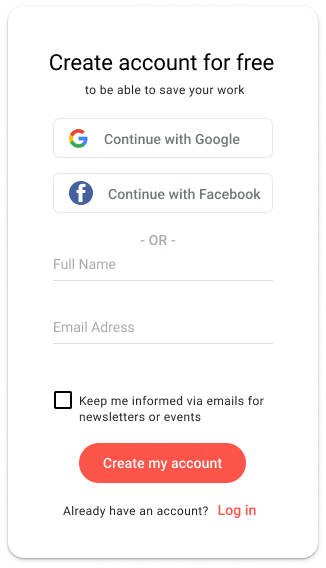 Create account for free
to be able to save your work
Continue with Google
Continue with Facebook
- OR -
Full Name
Email Adress
Keep me informed via emails for
newsletters or events
Create my account
Already have an account? Log in